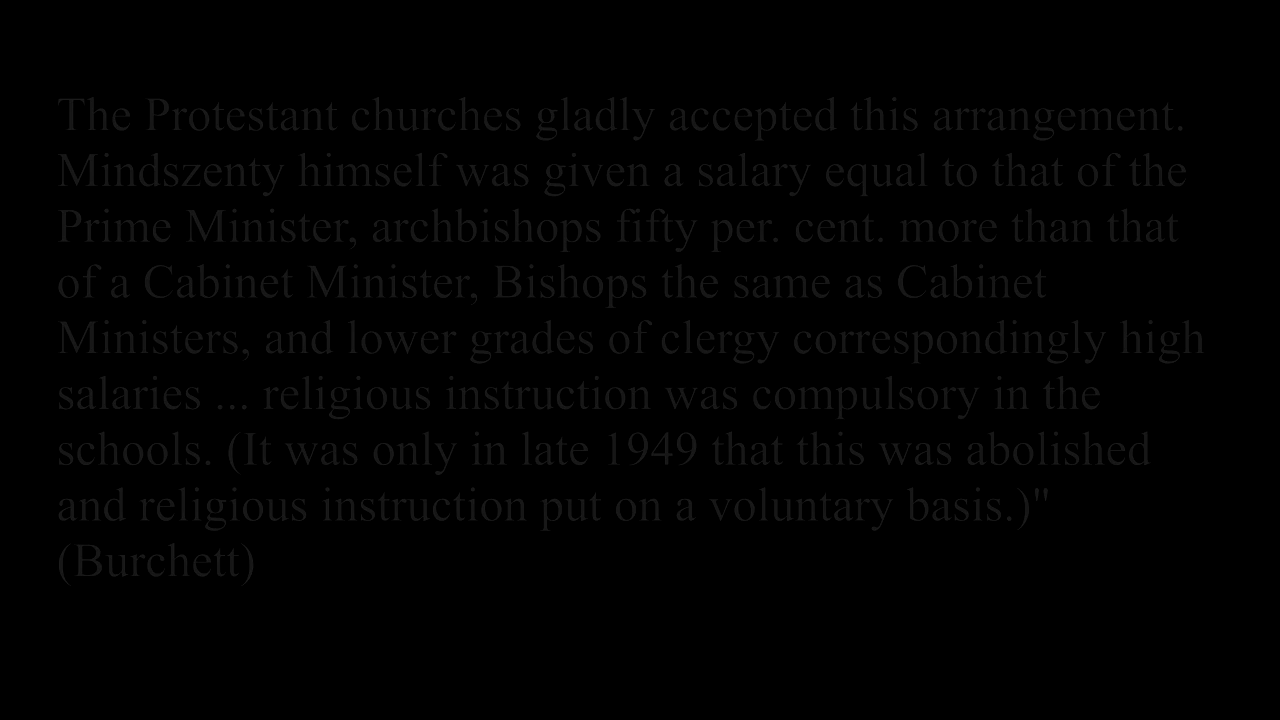 The Protestant churches gladly accepted this arrangement.
Mindszenty himself was given a salary equal to that of the
Prime Minister, archbishops fifty per. cent. more than that
of a Cabinet Minister, Bishops the same as Cabinet
Ministers, and lower grades of clergy correspondingly high
salaries ... religious instruction was compulsory in the
schools. (It was only in late 1949 that this was abolished
and religious instruction put on a voluntary basis.)"
(Burchett)